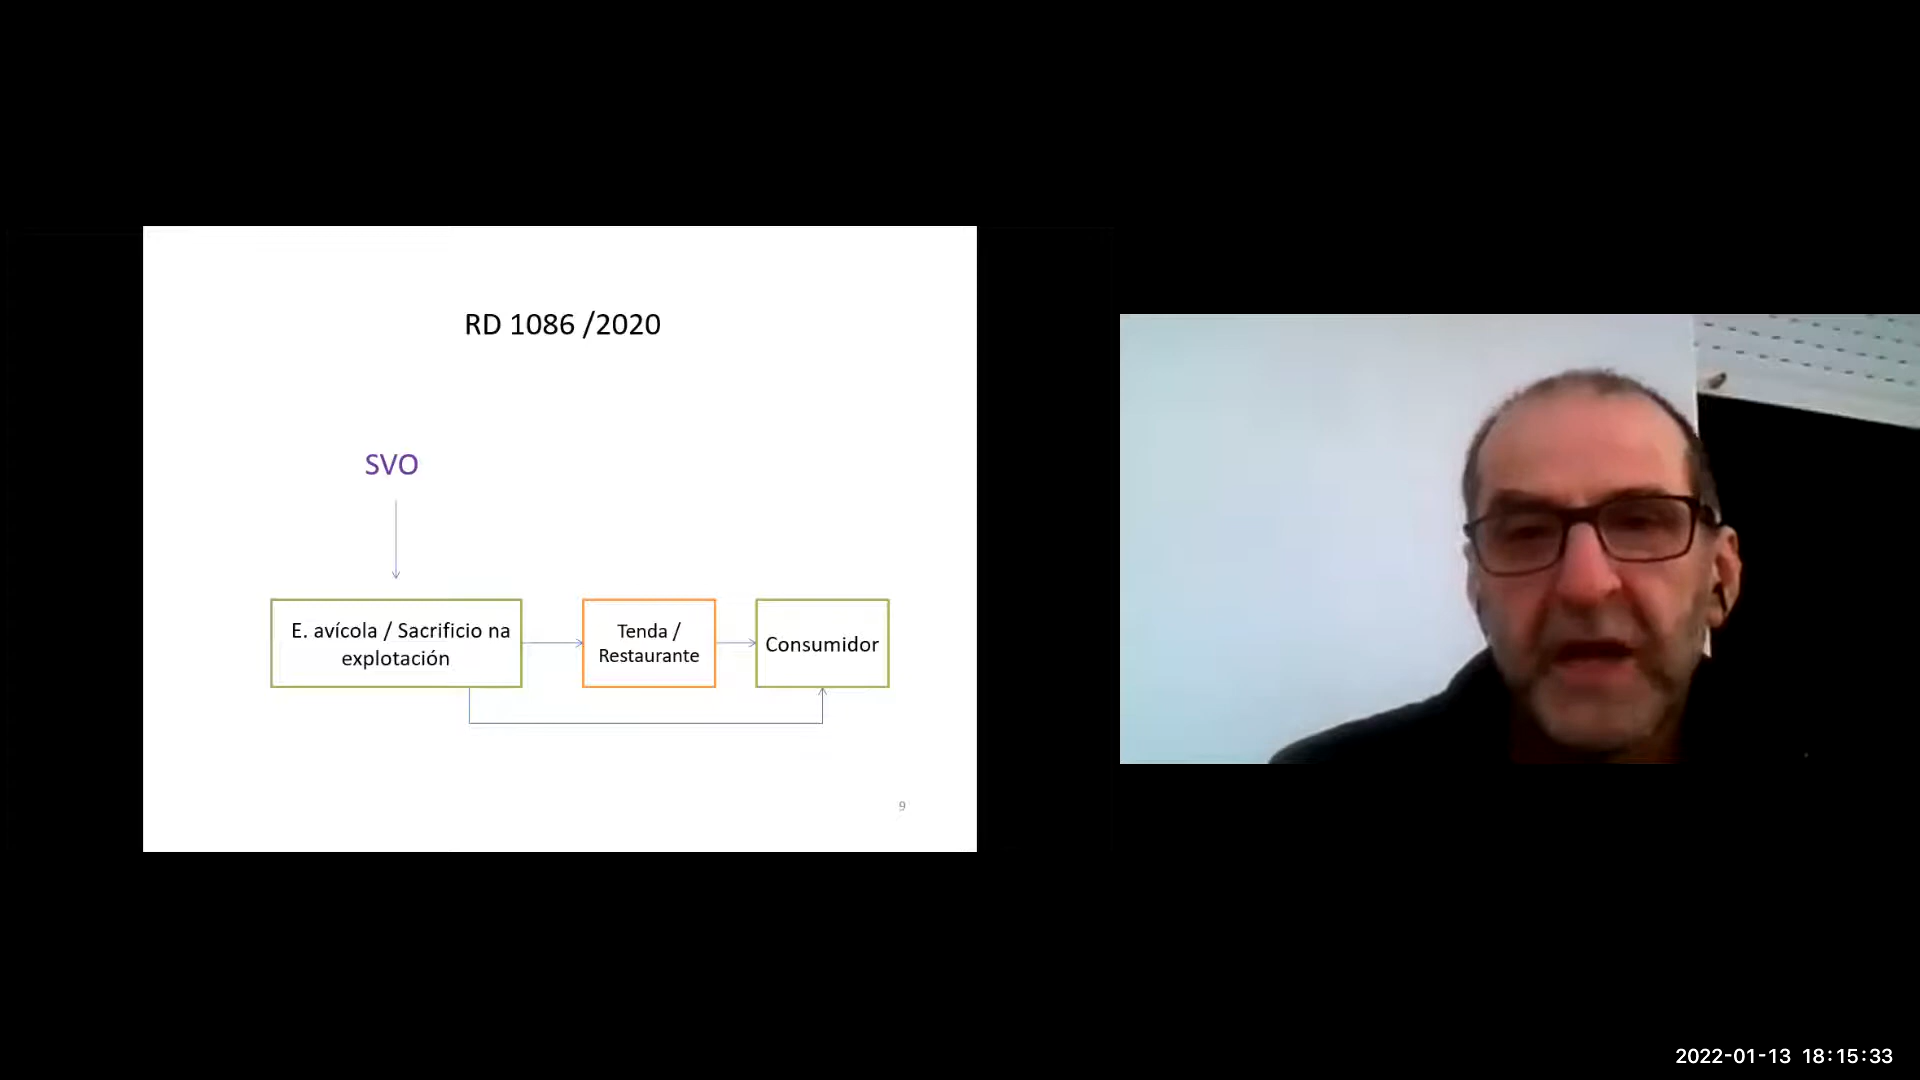 RD 1086 /2020
SVO
E. avícola / Sacrificio na
explotación
Tenda /
Restaurante
Consumidor
9
2022-01-13 18:15:33